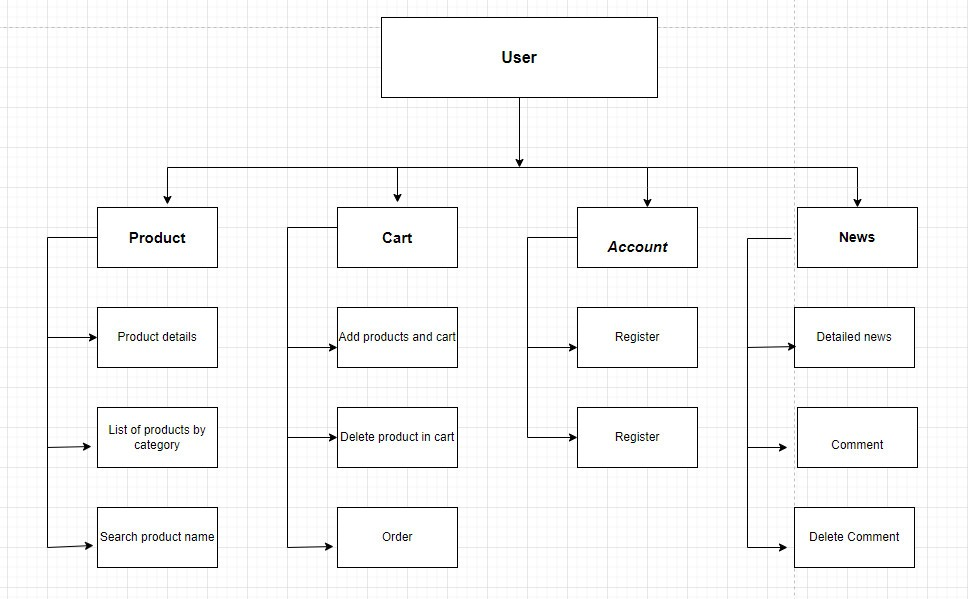 User
Product
Cart
Account
News
Product details
Add products and cart
Register
Detailed news
List of products by
category
Delete product in cart
Register
Comment
Search product name
Order
Delete Comment